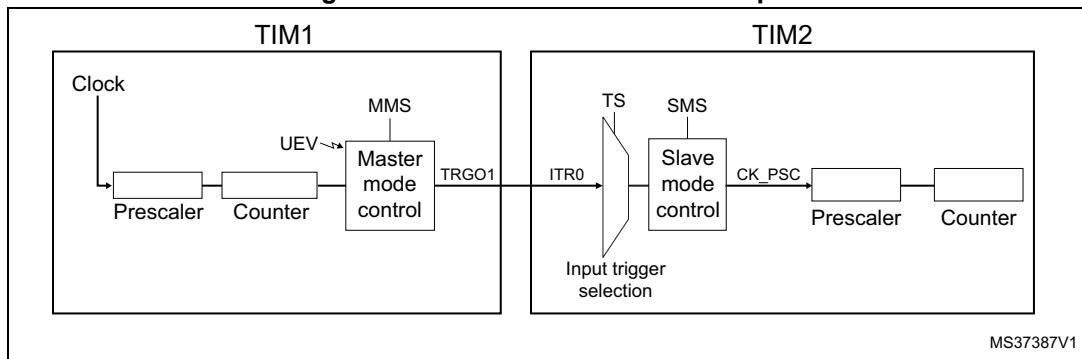 TIM1
TIM2
Clock
MMS
TS
SMS
UEV
Master
mode
control
TRGO1
ITR0
Slave
mode
control
CK_PSC
Prescaler
Counter
Prescaler
Counter
Input trigger
selection
MS37387V1